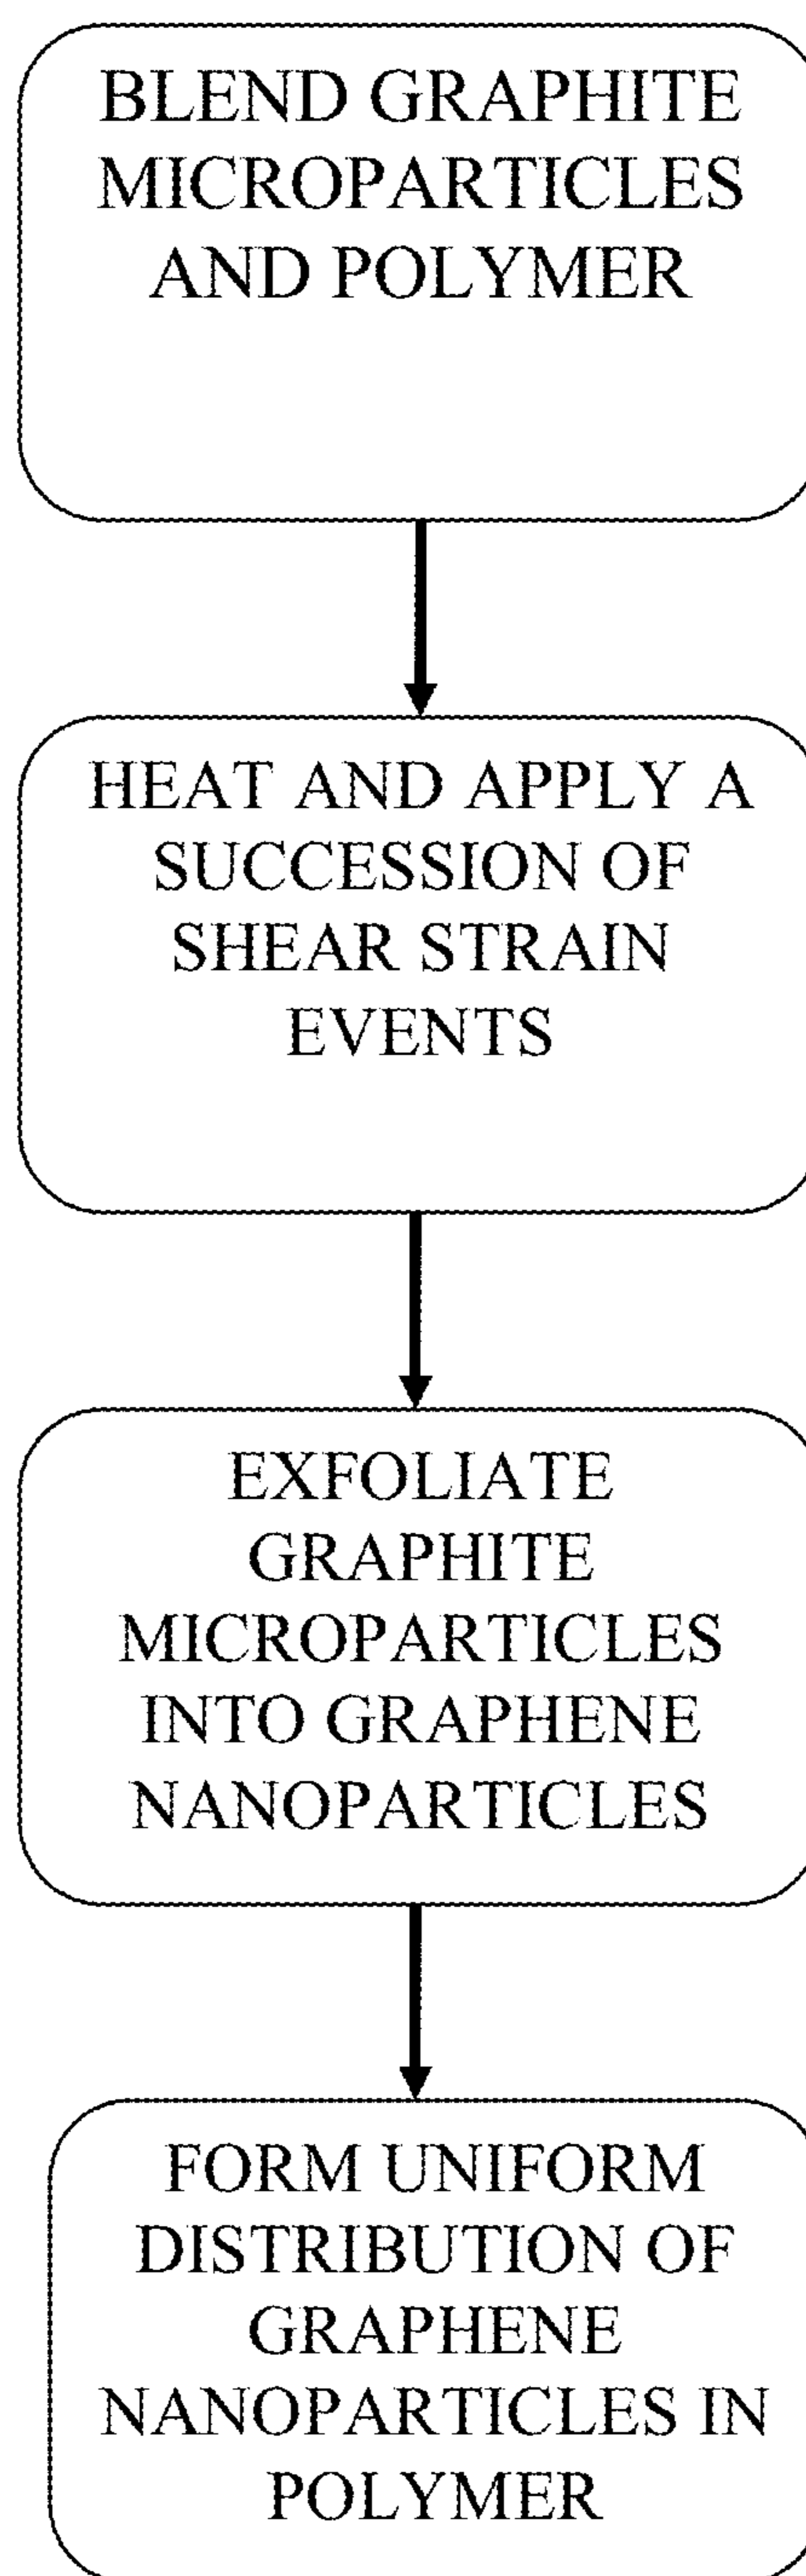 BLEND GRAPHITE
MICROPARTICLES
AND POLYMER
HEAT AND APPLY A
SUCCESSION OF
SHEAR STRAIN
EVENTS
EXFOLIATE
GRAPHITE
MICROPARTICLES
INTO GRAPHENE
NANOPARTICLES
FORM UNIFORM
DISTRIBUTION OF
GRAPHENE
NANOPARTICLES IN
POLYMER